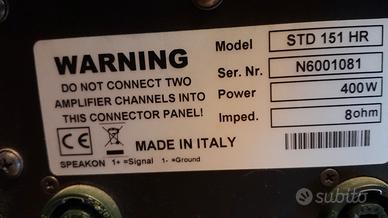 WARNING
DO NOT CONNECT TWO
AMPLIFIER CHANNELS INTO
THIS CONNECTOR PANEL!
CE
MADE IN ITALY
SPEAKON 1+ =Signal 1- =Ground
Model STD 151 HR
Ser. Nr. N6001081
Power 400W
Imped. 8ohm
subito